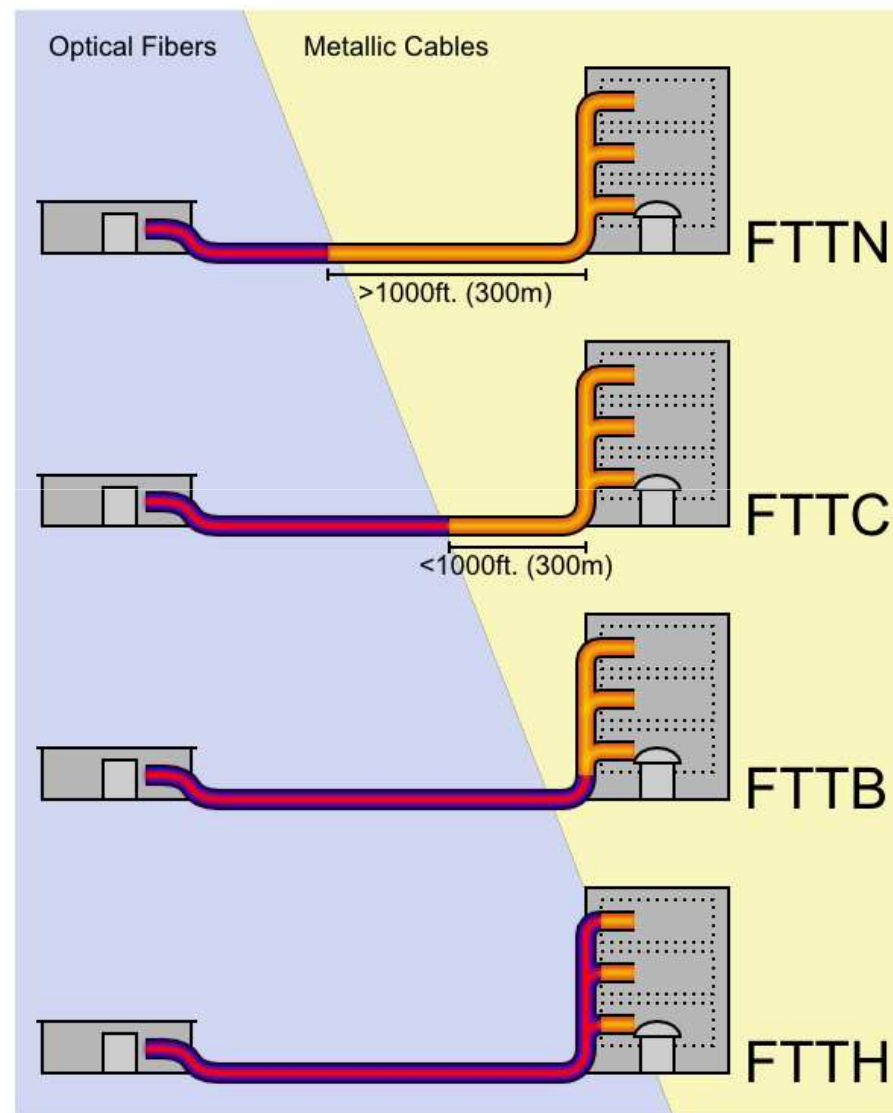 Optical Fibers
Metallic Cables
FTTN
>1000ft. (300m)
FTTC
<1000ft. (300m)
FTTB
FTTH